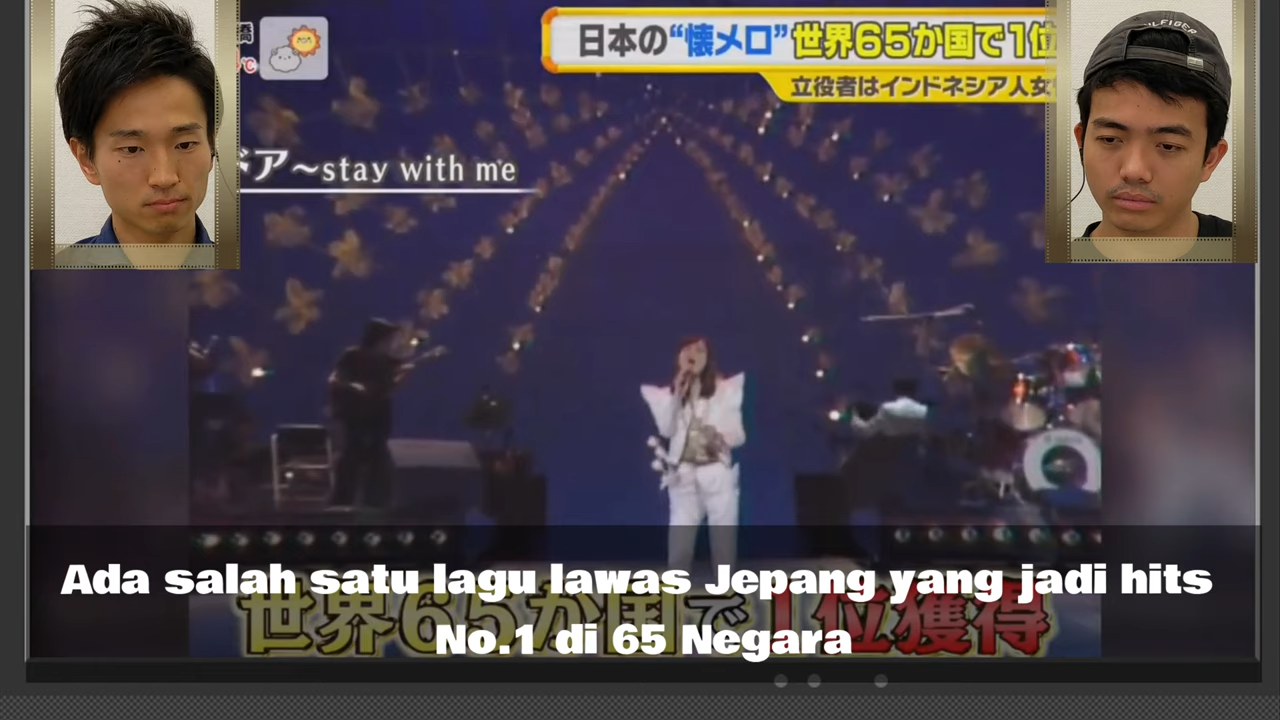 日本の“懐メロ”世界65か国で1位
立役者はインドネシア人女
HILFIGER
ドア～stay with me
℃
Ada salah satu lagu lawas Jepang yang jadi hits
No.1 di 65 Negara
世界65か国で1位獲得